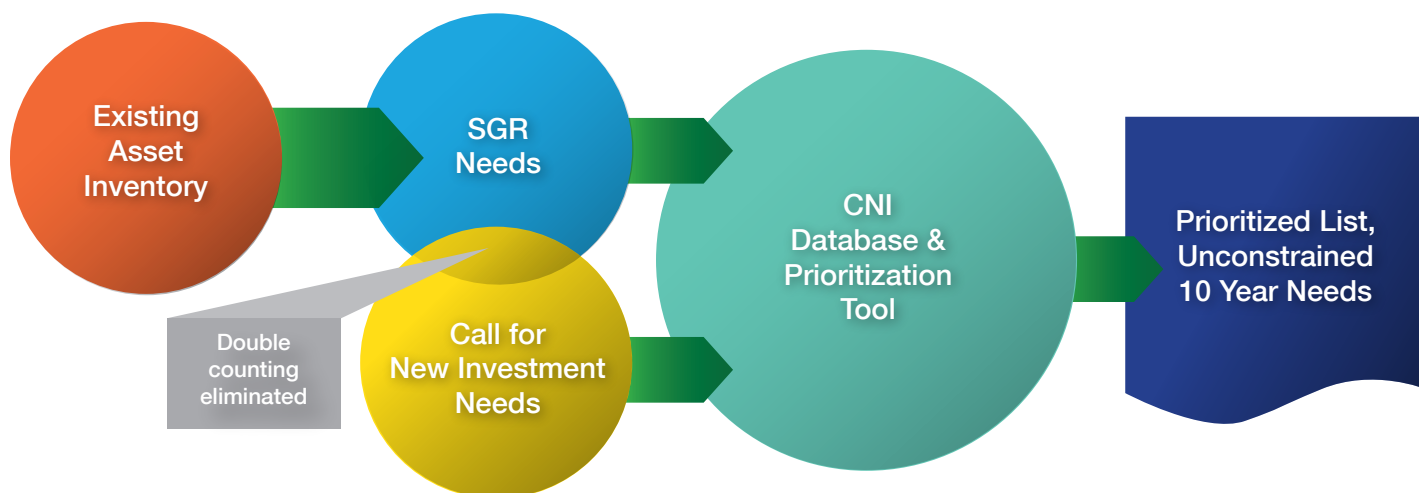 Existing
Asset
Inventory
SGR
Needs
Double
counting
eliminated
Call for
New Investment
Needs
CNI
Database &
Prioritization
Tool
Prioritized List,
Unconstrained
10 Year Needs